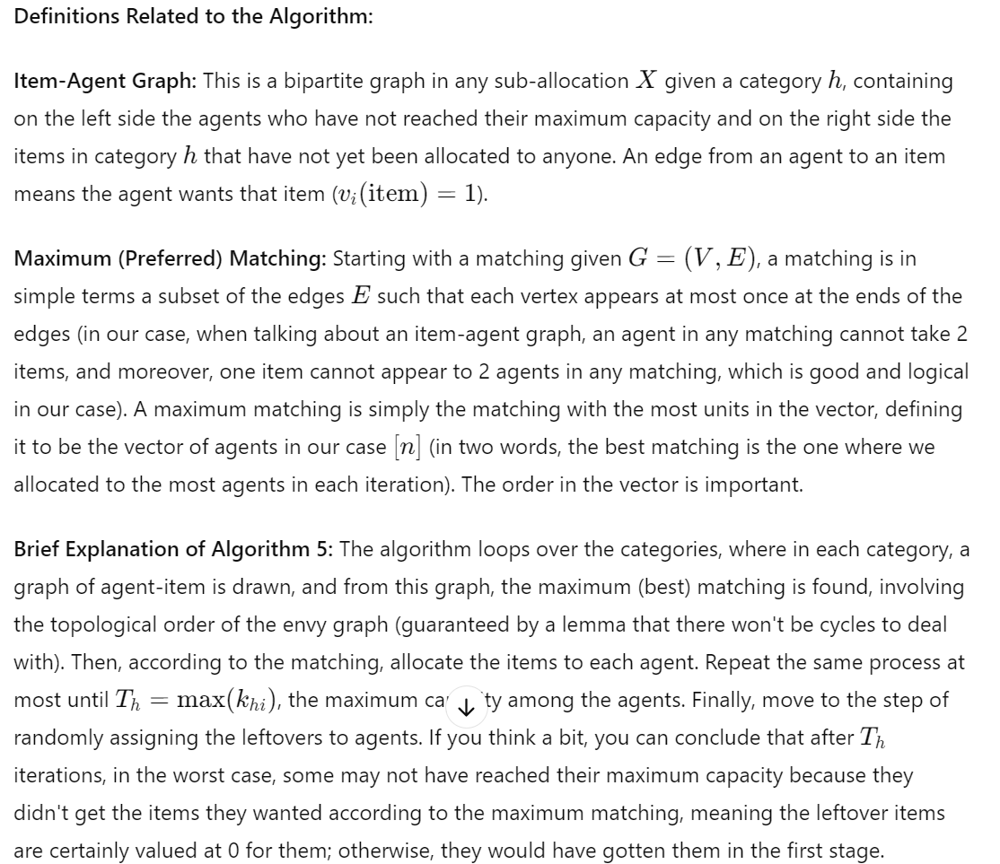 Definitions Related to the Algorithm:
Item-Agent Graph: This is a bipartite graph in any sub-allocation X given a category h, containing
on the left side the agents who have not reached their maximum capacity and on the right side the
items in category h that have not yet been allocated to anyone. An edge from an agent to an item
means the agent wants that item (v_i(item) = 1).
Maximum (Preferred) Matching: Starting with a matching given G = (V, E), a matching is in
simple terms a subset of the edges E such that each vertex appears at most once at the ends of the
edges (in our case, when talking about an item-agent graph, an agent in any matching cannot take 2
items, and moreover, one item cannot appear to 2 agents in any matching, which is good and logical
in our case). A maximum matching is simply the matching with the most units in the vector, defining
it to be the vector of agents in our case [n] (in two words, the best matching is the one where we
allocated to the most agents in each iteration). The order in the vector is important.
Brief Explanation of Algorithm 5: The algorithm loops over the categories, where in each category, a
graph of agent-item is drawn, and from this graph, the maximum (best) matching is found, involving
the topological order of the envy graph (guaranteed by a lemma that there won't be cycles to deal
with). Then, according to the matching, allocate the items to each agent. Repeat the same process at
most until T_h = max(k_{hi}), the maximum ca ty among the agents. Finally, move to the step of
randomly assigning the leftovers to agents. If you think a bit, you can conclude that after T_h
iterations, in the worst case, some may not have reached their maximum capacity because they
didn't get the items they wanted according to the maximum matching, meaning the leftover items
are certainly valued at 0 for them; otherwise, they would have gotten them in the first stage.